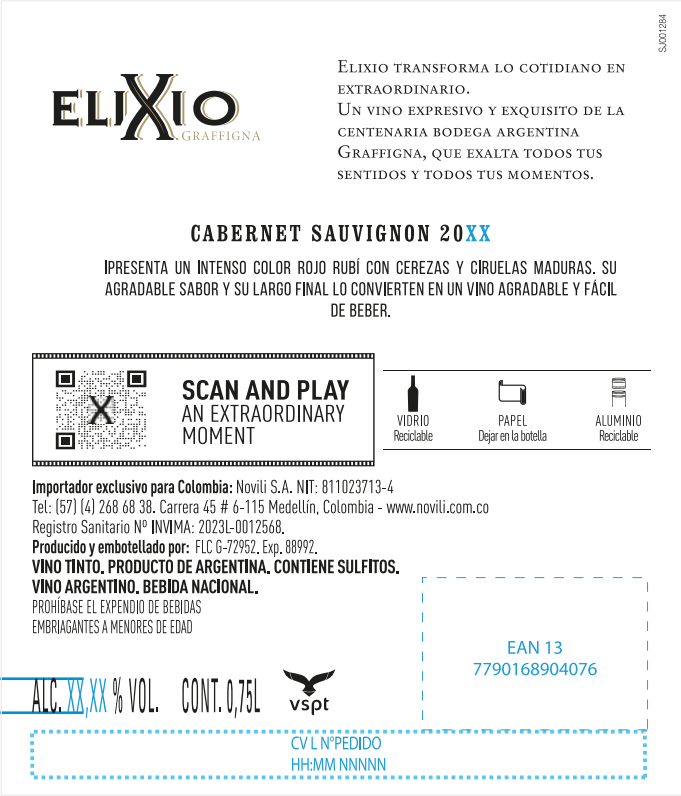 SJ001284
ELIXIO
GRAFFIGNA
Elixio transforma lo cotidiano en
extraordinario.
Un vino expresivo y exquisito de la
centenaria bodega argentina
Graffigna, que exalta todos tus
sentidos y todos tus momentos.
CABERNET SAUVIGNON 20XX
IPRESENTA UN INTENSO COLOR ROJO RUBÍ CON CEREZAS Y CIRUELAS MADURAS. SU
AGRADABLE SABOR Y SU LARGO FINAL LO CONVIERTEN EN UN VINO AGRADABLE Y FÁCIL
DE BEBER.
X
SCAN AND PLAY
AN EXTRAORDINARY
MOMENT
VIDRIO
Reciclable
PAPEL
Dejar en la botella
ALUMINIO
Reciclable
Importador exclusivo para Colombia: Novili S.A. NIT: 811023713-4
Tel: (57) (4) 268 68 38. Carrera 45 # 6-115 Medellín, Colombia - www.novili.com.co
Registro Sanitario Nº INVIMA: 2023L-0012568.
Producido y embotellado por: FLC G-72952. Exp. 88992.
VINO TINTO. PRODUCTO DE ARGENTINA. CONTIENE SULFITOS.
VINO ARGENTINO. BEBIDA NACIONAL.
PROHÍBASE EL EXPENDIO DE BEBIDAS
EMBRIAGANTES A MENORES DE EDAD
EAN 13
7790168904076
ALC. XX,XX % VOL. CONT. 0,75L
vspt
CV L N°PEDIDO
HH:MM NNNNN